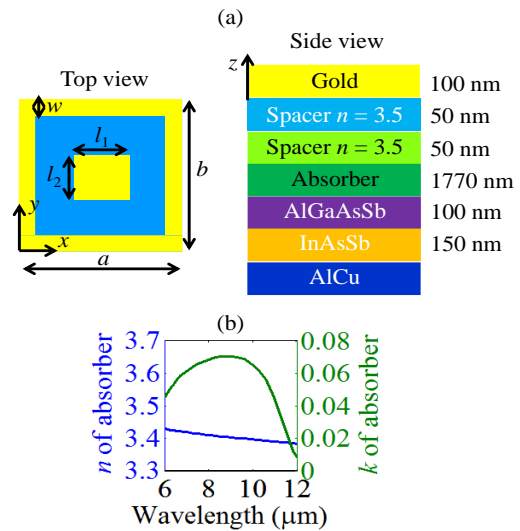 (a)
Top view
w
l1
l2
b
y
x
a
Side view
z
Gold 100 nm
Spacer n = 3.5 50 nm
Spacer n = 3.5 50 nm
Absorber 1770 nm
AlGaAsSb 100 nm
InAsSb 150 nm
AlCu
(b)
3.7 0.08
3.6 0.06
3.5 0.04
3.4 0.02
3.3 0
n of absorber
k of absorber
6 8 10 12
Wavelength (μm)